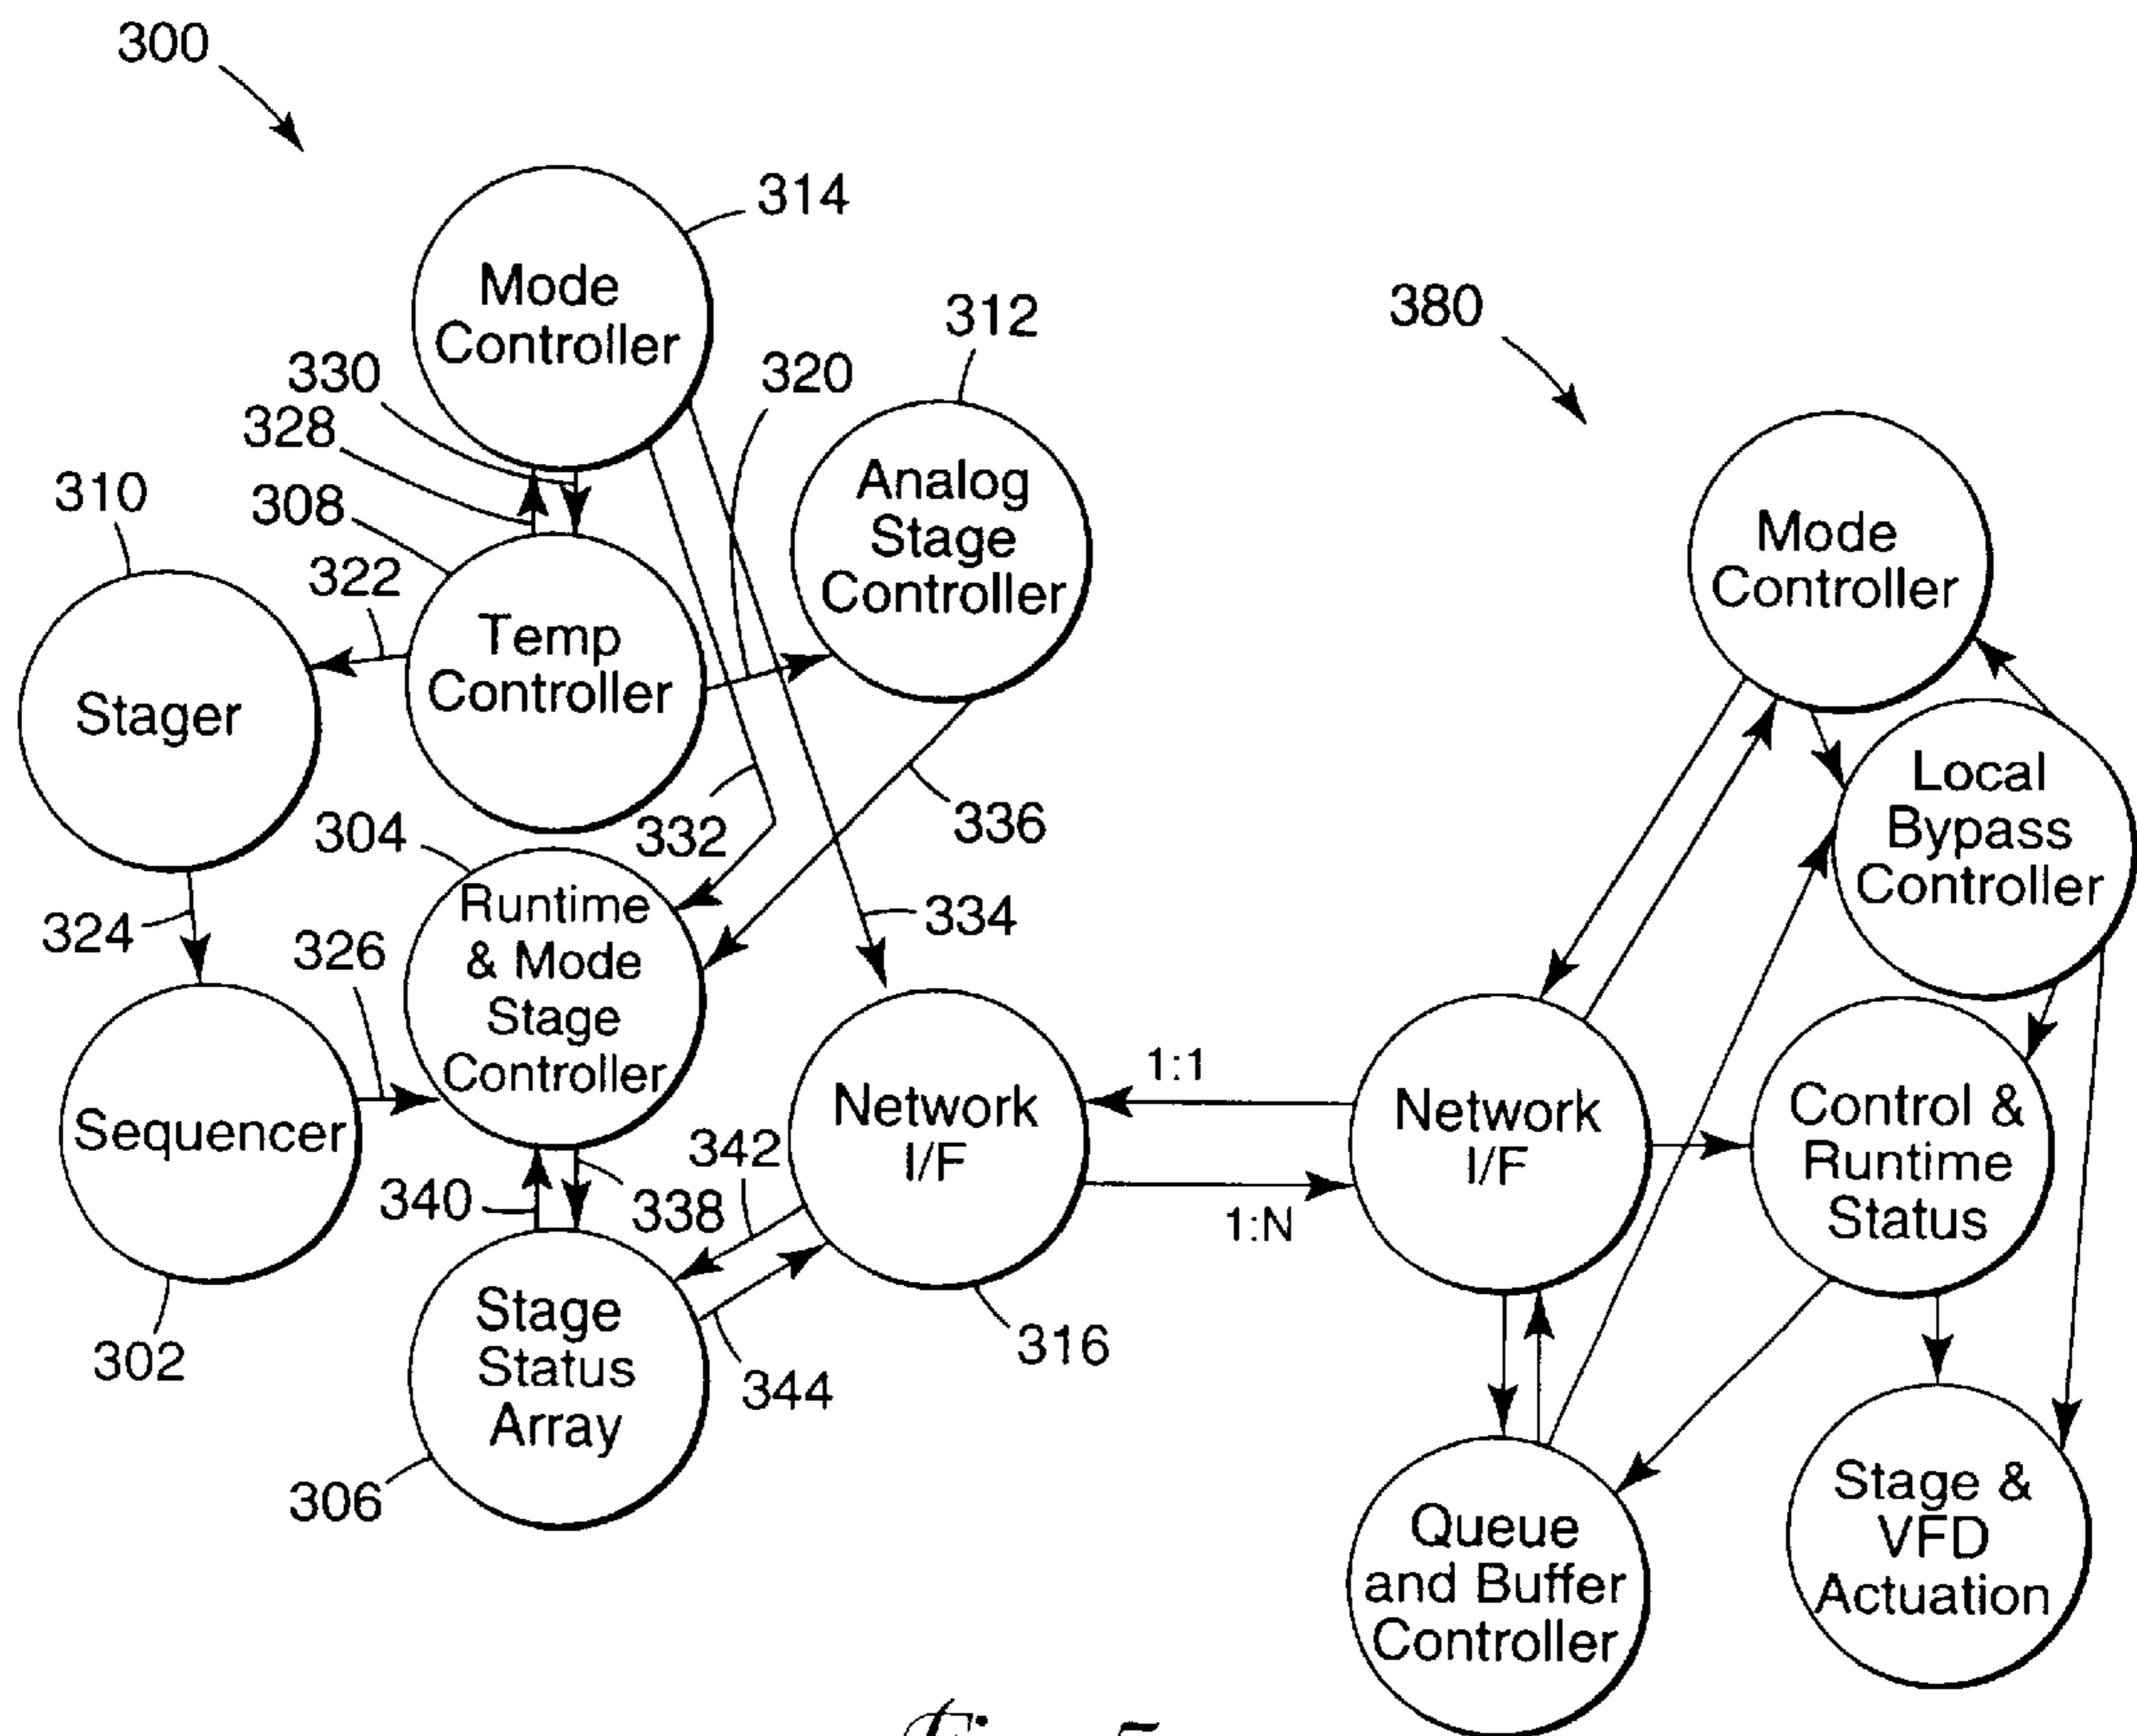 300
314
Mode
Controller
312
380
330
320
328
Analog
Stage
Controller
310
308
Mode
Controller
322
Temp
Controller
Stager
Local
Bypass
Controller
304
332
336
Runtime
& Mode
Stage
Controller
324
334
326
Sequencer
Network
I/F
1:1
Network
I/F
Control &
Runtime
Status
342
340
338
1:N
Stage
Status
Array
302
344
316
306
Queue
and Buffer
Controller
Stage &
VFD
Actuation